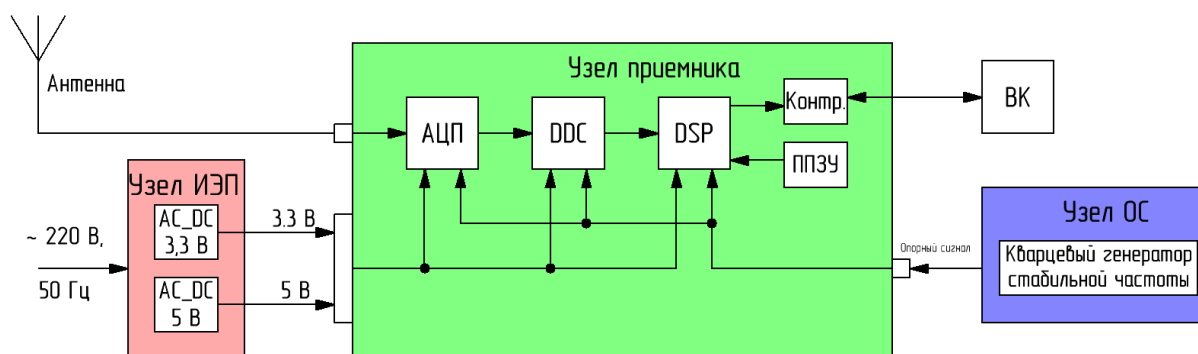 Антенна
Узел приемника
АЦП
DDC
DSP
Контр.
ППЗУ
ВК
Узел ИЭП
AC_DC
3,3 В
AC_DC
5 В
~ 220 В,
50 Гц
3.3 В
5 В
Опорный сигнал
Узел ОС
Кварцевый генератор
стабильной частоты